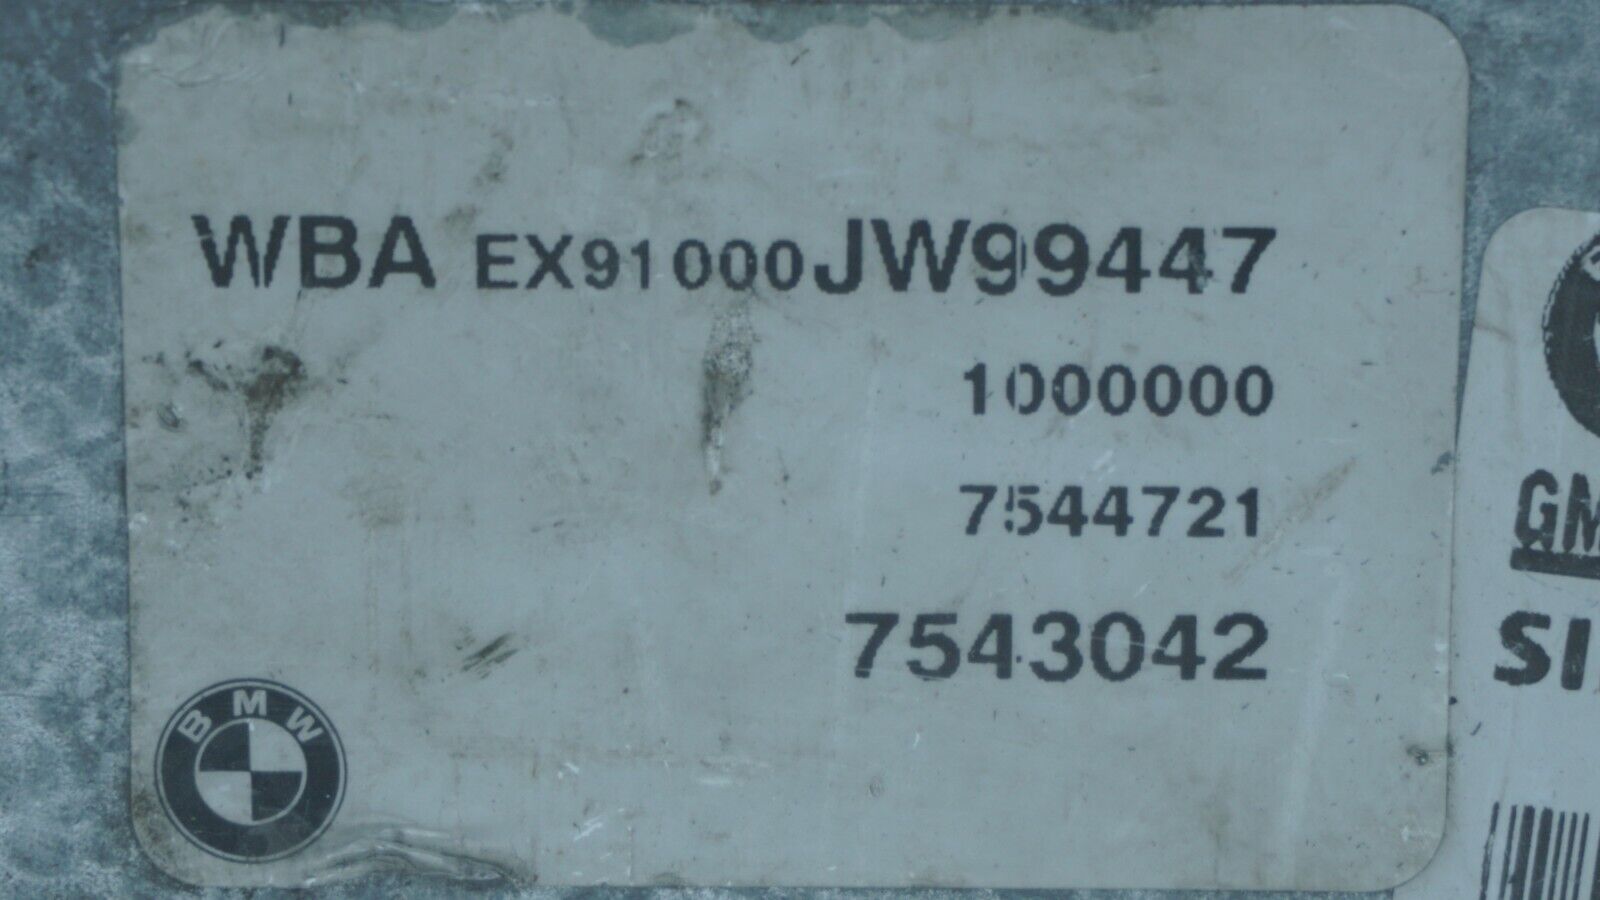 WBA EX91000JW99447
1000000
7544721
7543042
BMW
GM
SI